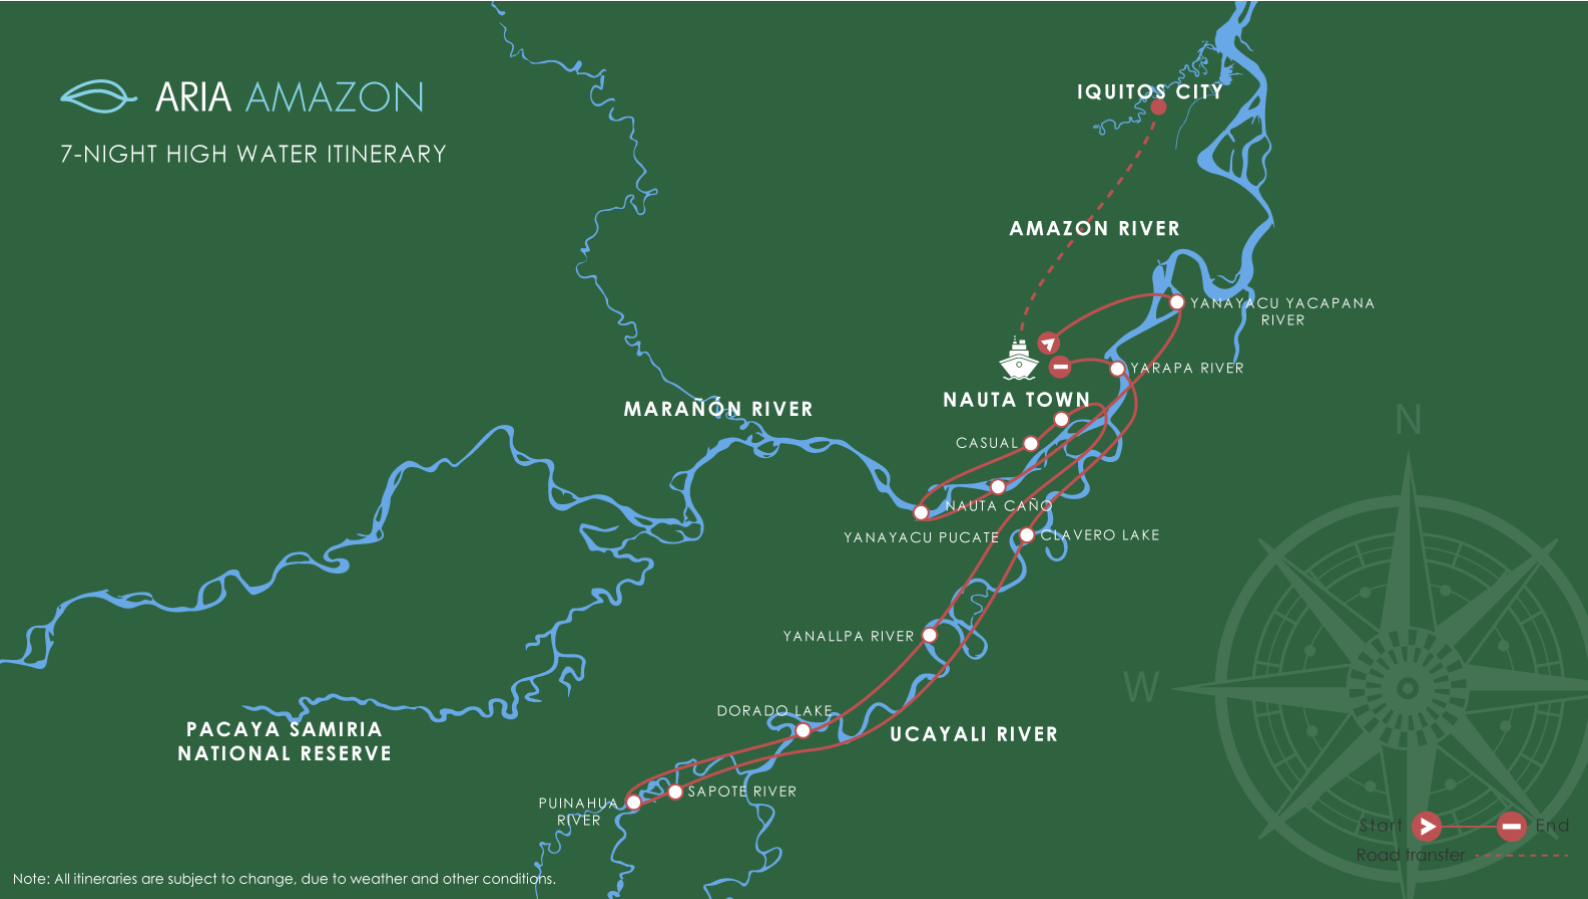 ARIA AMAZON
7-NIGHT HIGH WATER ITINERARY
IQUITOS CITY
AMAZON RIVER
YANAYACU YACAPANA
RIVER
YARAPA RIVER
NAUTA TOWN
MARAÑÓN RIVER
CASUAL
NAUTA CAÑO
YANAYACU PUCATE
CLAVERO LAKE
YANALLPA RIVER
DORADO LAKE
UCAYALI RIVER
PACAYA SAMIRIA
NATIONAL RESERVE
SAPOTE RIVER
PUINAHUA
RIVER
N
W
Start
End
Road transfer
Note: All itineraries are subject to change, due to weather and other conditions.